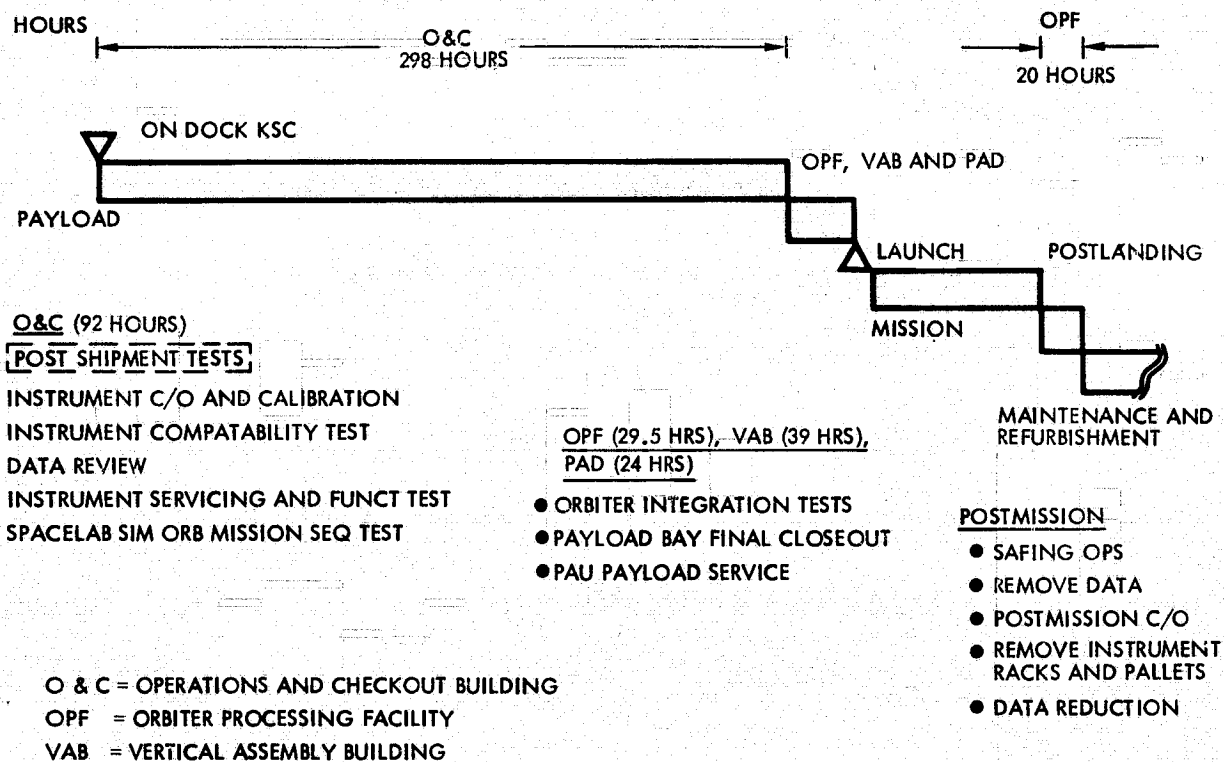 HOURS
O&C
298 HOURS
OPF
20 HOURS
ON DOCK KSC
OPF, VAB AND PAD
PAYLOAD
LAUNCH
POSTLANDING
MISSION
MAINTENANCE AND
REFURBISHMENT
O&C (92 HOURS)
POST SHIPMENT TESTS
INSTRUMENT C/O AND CALIBRATION
INSTRUMENT COMPATABILITY TEST
DATA REVIEW
INSTRUMENT SERVICING AND FUNCT TEST
SPACELAB SIM ORB MISSION SEQ TEST
OPF (29.5 HRS), VAB (39 HRS),
PAD (24 HRS)
● ORBITER INTEGRATION TESTS
● PAYLOAD BAY FINAL CLOSEOUT
● PAU PAYLOAD SERVICE
POSTMISSION
● SAFING OPS
● REMOVE DATA
● POSTMISSION C/O
● REMOVE INSTRUMENT
RACKS AND PALLETS
● DATA REDUCTION
O & C = OPERATIONS AND CHECKOUT BUILDING
OPF = ORBITER PROCESSING FACILITY
VAB = VERTICAL ASSEMBLY BUILDING